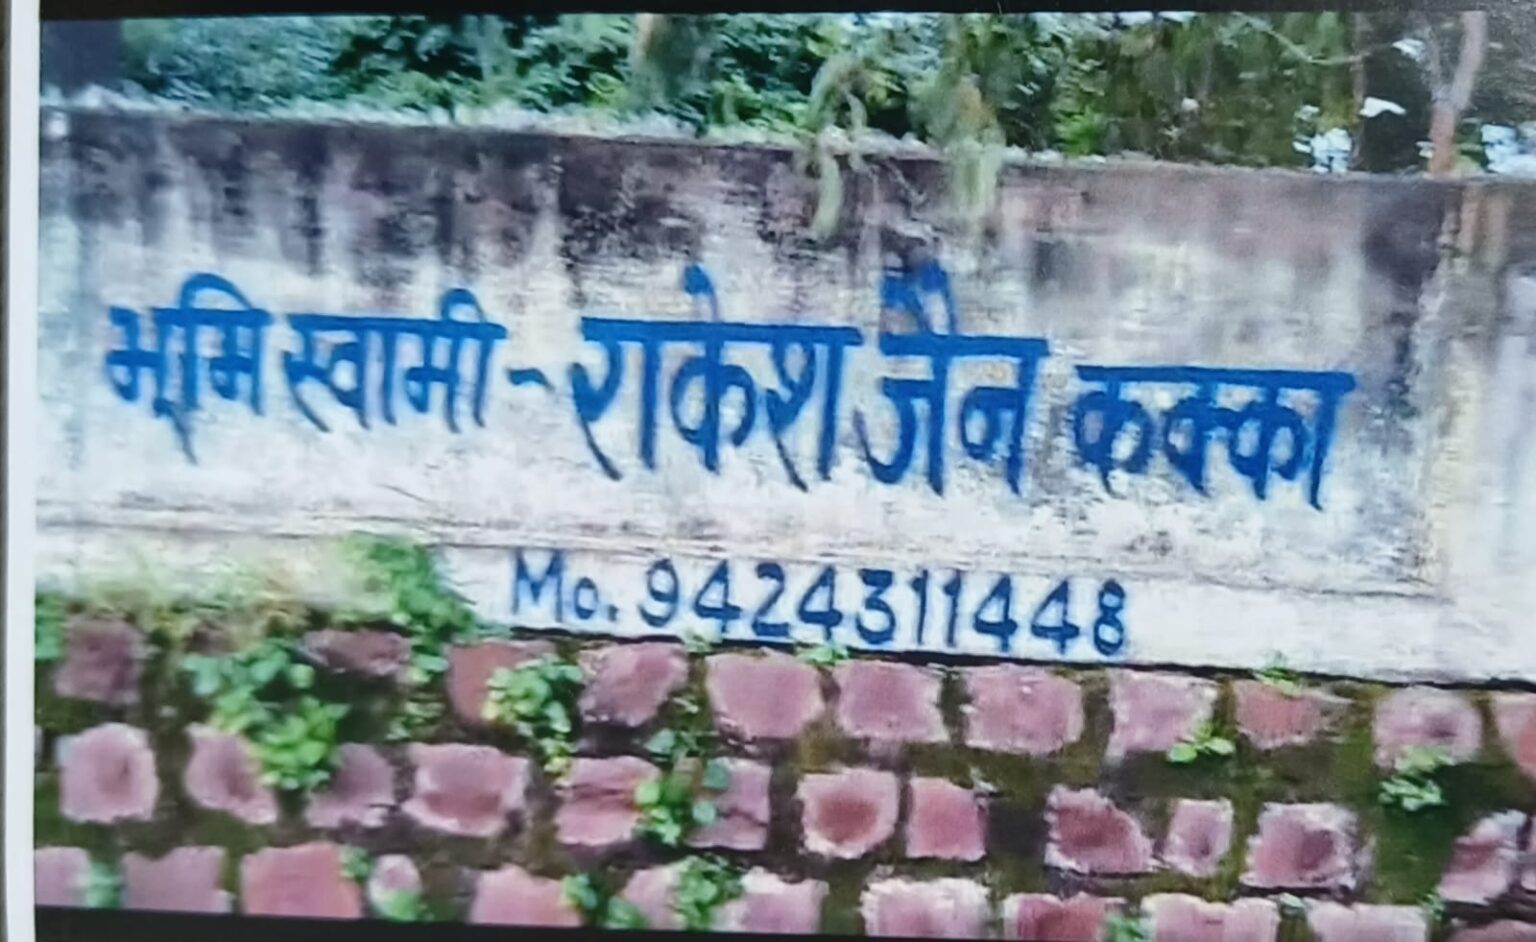 भूमि स्वामी - राकेश जैन कक्का
Mo. 9424311448